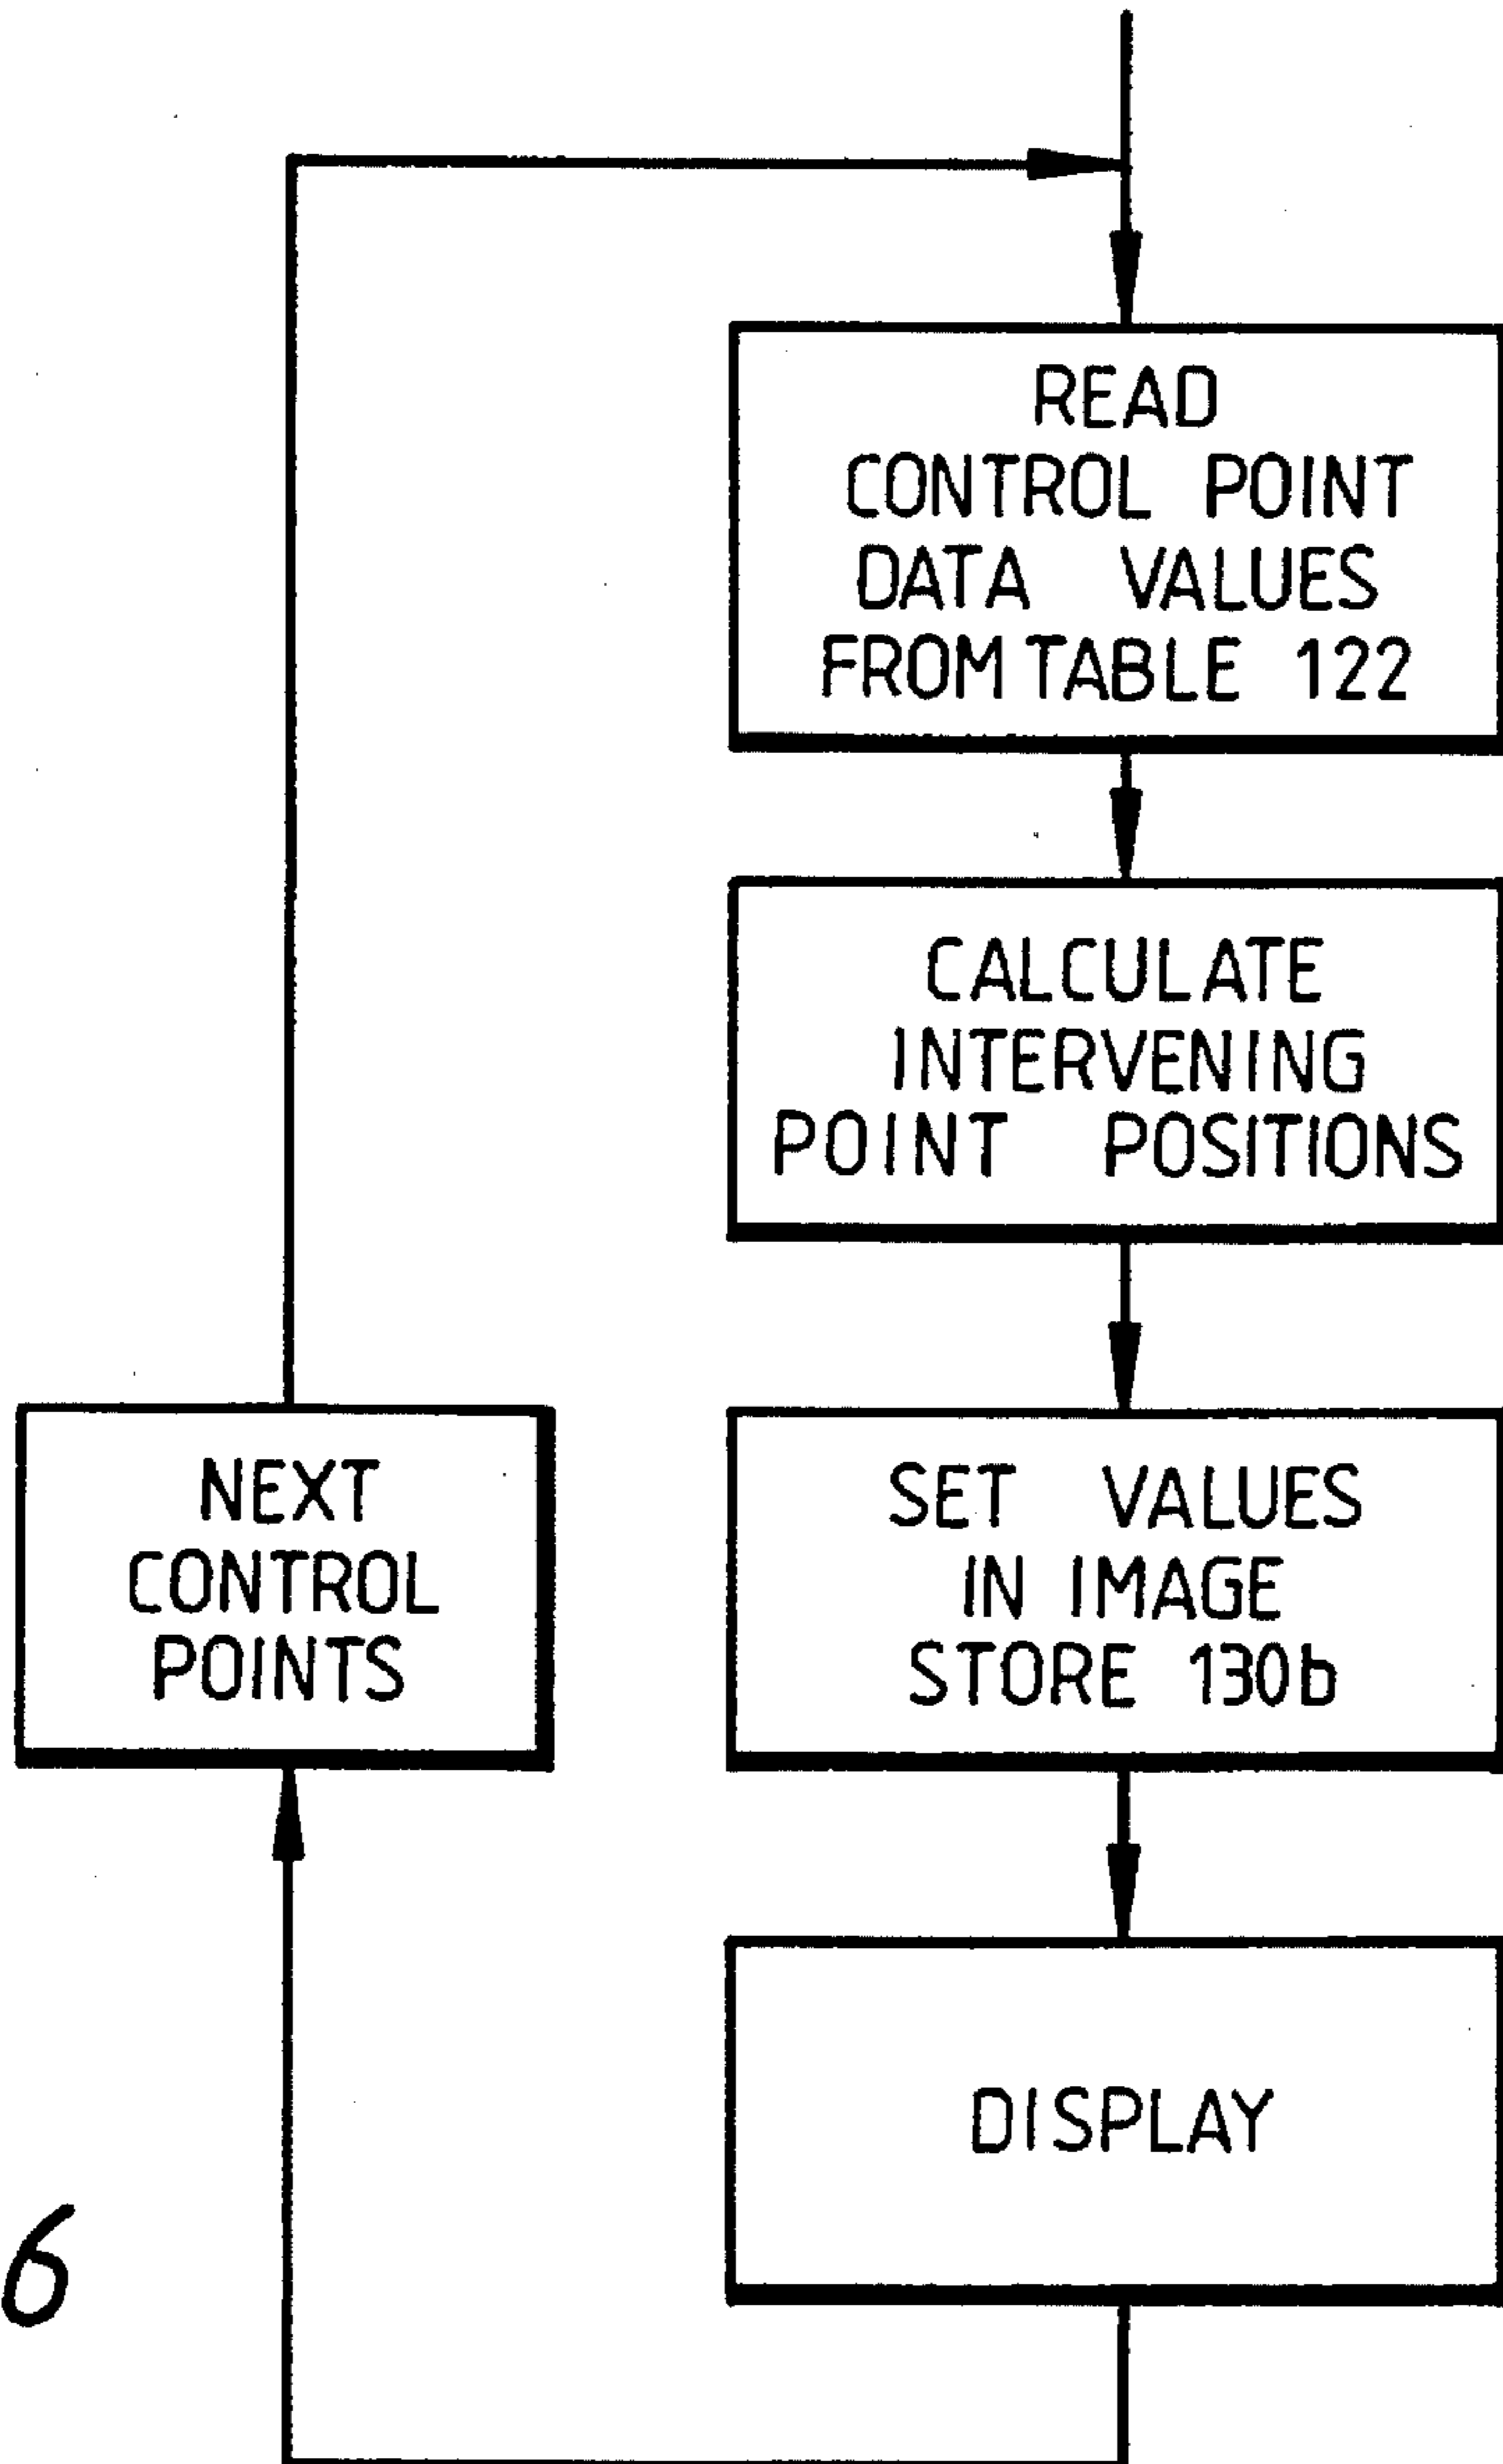 READ
CONTROL POINT
DATA VALUES
FROM TABLE 122
CALCULATE
INTERVENING
POINT POSITIONS
SET VALUES
IN IMAGE
STORE 130b
DISPLAY
NEXT
CONTROL
POINTS
6